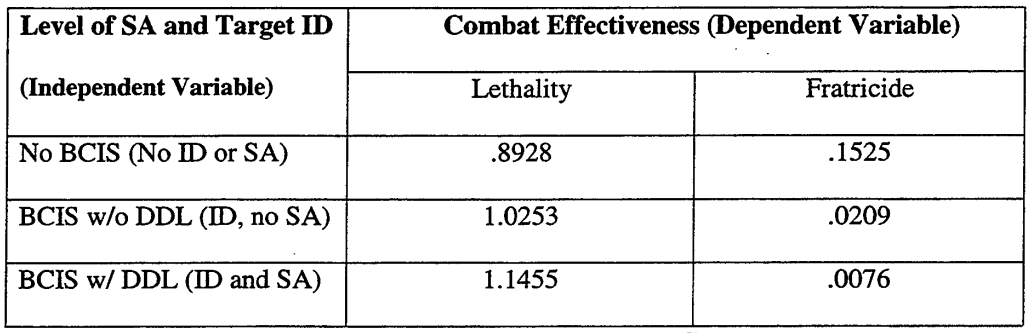 Level of SA and Target ID
(Independent Variable)
Combat Effectiveness (Dependent Variable)
Lethality
Fratricide
No BCIS (No ID or SA)
.8928
.1525
BCIS w/o DDL (ID, no SA)
1.0253
.0209
BCIS w/ DDL (ID and SA)
1.1455
.0076